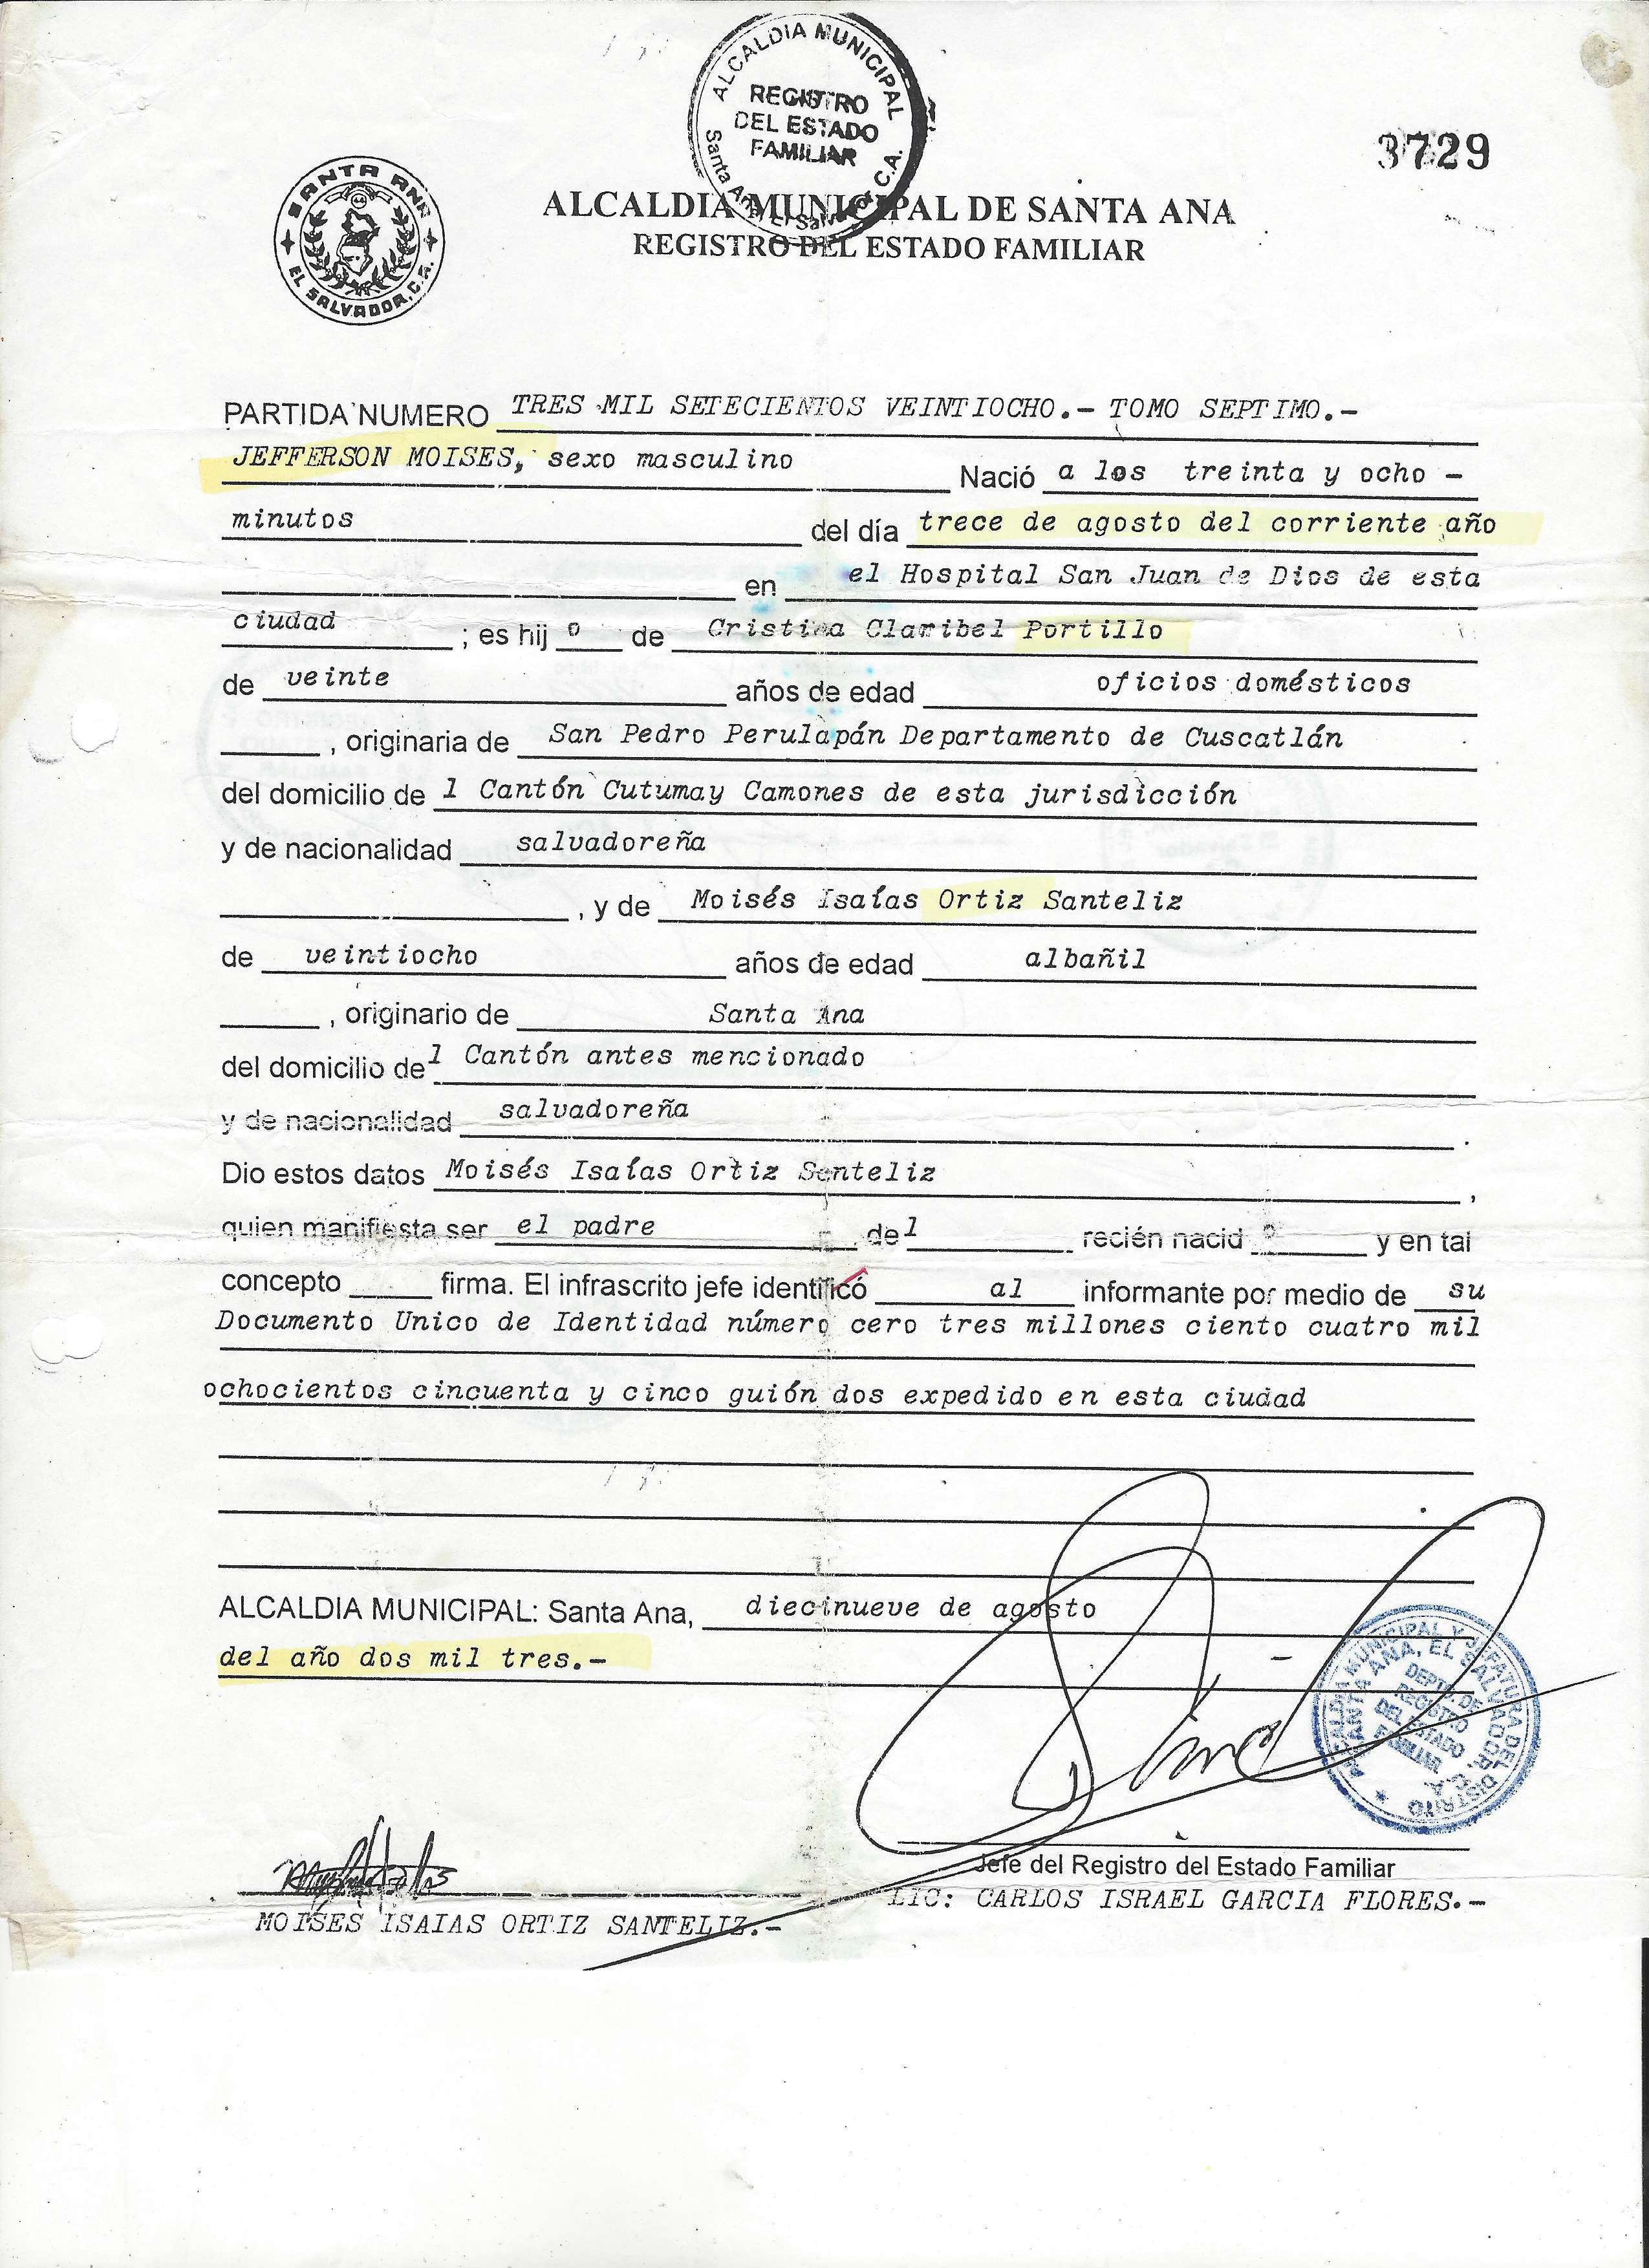 ALCALDIA MUNICIPAL
REGISTRO
DEL ESTADO
FAMILIAR
Santa Ana, El Salvador C.A.
3729
SANTA ANA
EL SALVADOR, C.A.
ALCALDIA MUNICIPAL DE SANTA ANA
REGISTRO DEL ESTADO FAMILIAR
PARTIDA NUMERO TRES MIL SETECIENTOS VEINTIOCHO.- TOMO SEPTIMO.-
JEFFERSON MOISES, sexo masculino Nació a los treinta y ocho -
minutos del día trece de agosto del corriente año
en el Hospital San Juan de Dios de esta
ciudad ; es hij o de Cristina Claribel Portillo
de veinte años de edad oficios domésticos
, originaria de San Pedro Perulapán Departamento de Cuscatlán
del domicilio de l Cantón Cutumay Camones de esta jurisdicción
y de nacionalidad salvadoreña
, y de Moisés Isaías Ortiz Santeliz
de veintiocho años de edad albañil
, originario de Santa Ana
del domicilio de l Cantón antes mencionado
y de nacionalidad salvadoreña .
Dio estos datos Moisés Isaías Ortiz Santeliz ,
quien manifiesta ser el padre de l recién nacid o y en tal
concepto firma. El infrascrito jefe identificó al informante por medio de su
Documento Unico de Identidad número cero tres millones ciento cuatro mil
ochocientos cincuenta y cinco guión dos expedido en esta ciudad
ALCALDIA MUNICIPAL: Santa Ana, diecinueve de agosto
del año dos mil tres.-
ALCALDIA MUNICIPAL Y JEFATURA DEL DISTRITO
SANTA ANA, EL SALVADOR, C.A.
DEPTO. DE
REGISTRO
DEL ESTADO
FAMILIAR
Jefe del Registro del Estado Familiar
LIC: CARLOS ISRAEL GARCIA FLORES.-
MOISES ISAIAS ORTIZ SANTELIZ.-